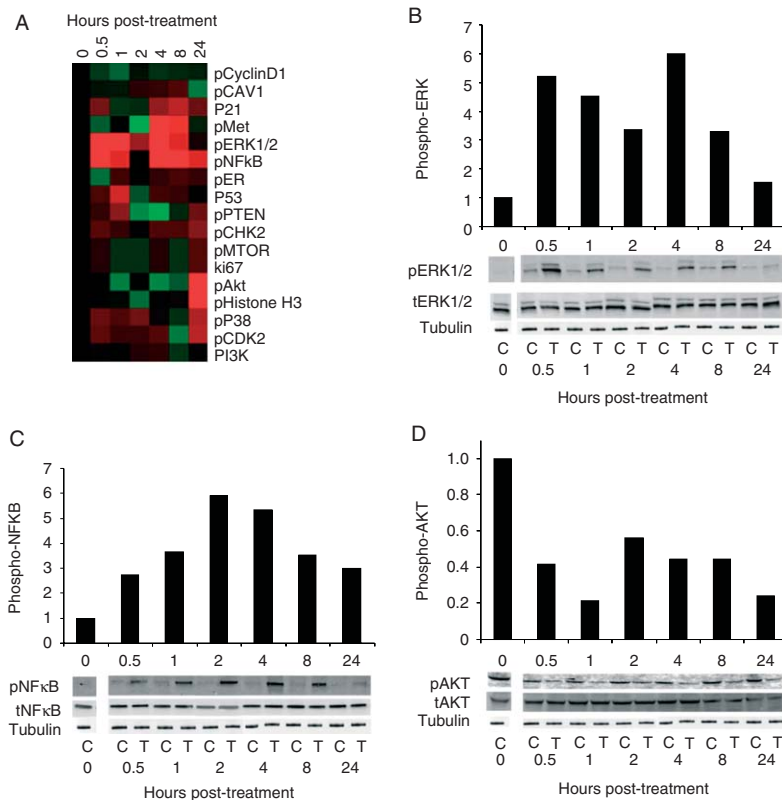 A
Hours post-treatment
0 0.5 1 2 4 8 24
pCyclinD1
pCAV1
P21
pMet
pERK1/2
pNFkB
pER
P53
pPTEN
pCHK2
pMTOR
ki67
pAkt
pHistone H3
pP38
pCDK2
PI3K
B
Phospho-ERK
7
6
5
4
3
2
1
0
0 0.5 1 2 4 8 24
pERK1/2
tERK1/2
Tubulin
C C T C T C T C T C T C T
0 0.5 1 2 4 8 24
Hours post-treatment
C
Phospho-NFKB
7
6
5
4
3
2
1
0
0 0.5 1 2 4 8 24
pNFκB
tNFκB
Tubulin
C C T C T C T C T C T C T
0 0.5 1 2 4 8 24
Hours post-treatment
D
Phospho-AKT
1.0
0.8
0.6
0.4
0.2
0
0 0.5 1 2 4 8 24
pAKT
tAKT
Tubulin
C C T C T C T C T C T C T
0 0.5 1 2 4 8 24
Hours post-treatment